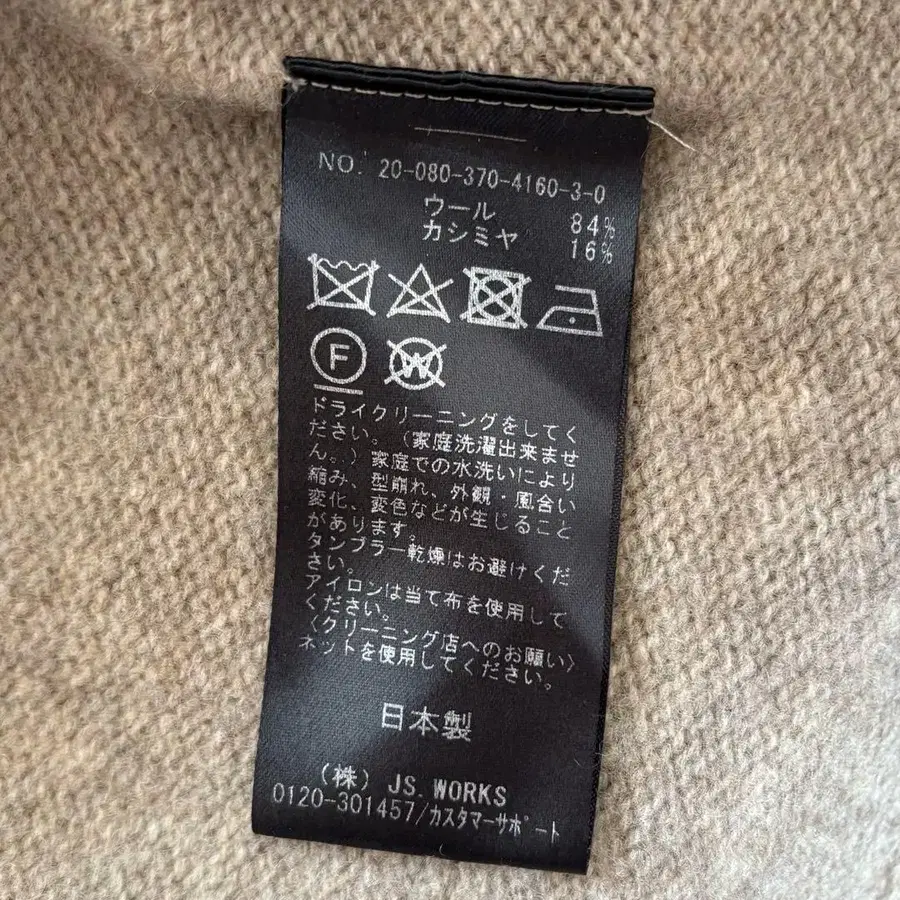 NO. 20-080-370-4160-3-0
ウール 84%
カシミヤ 16%
F W
ドライクリーニングをしてく
ださい。(家庭洗濯出来ませ
ん。)家庭での水洗いにより
縮み、型崩れ、外観・風合い
変化、変色などが生じること
があります。
タンブラー乾燥はお避けくだ
さい。
アイロンは当て布を使用して
ください。
〈クリーニング店へのお願い〉
ネットを使用してください。
日本製
(株) JS. WORKS
0120-301457/カスタマーサポート